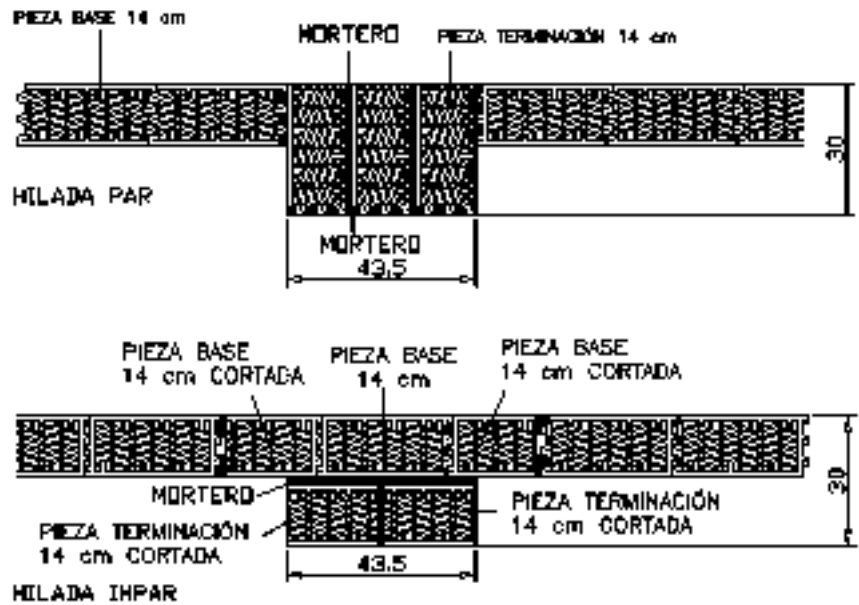 PIEZA BASE 14 cm
MORTERO
PIEZA TERMINACIÓN 14 cm
30
HILADA PAR
MORTERO
43.5
PIEZA BASE
14 cm CORTADA
PIEZA BASE
14 cm
PIEZA BASE
14 cm CORTADA
MORTERO
30
PIEZA TERMINACIÓN
14 cm CORTADA
PIEZA TERMINACIÓN
14 cm CORTADA
43.5
HILADA IMPAR